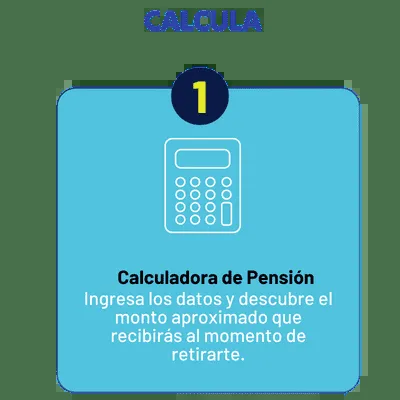 CALCULA
1
Calculadora de Pensión
Ingresa los datos y descubre el
monto aproximado que
recibirás al momento de
retirarte.